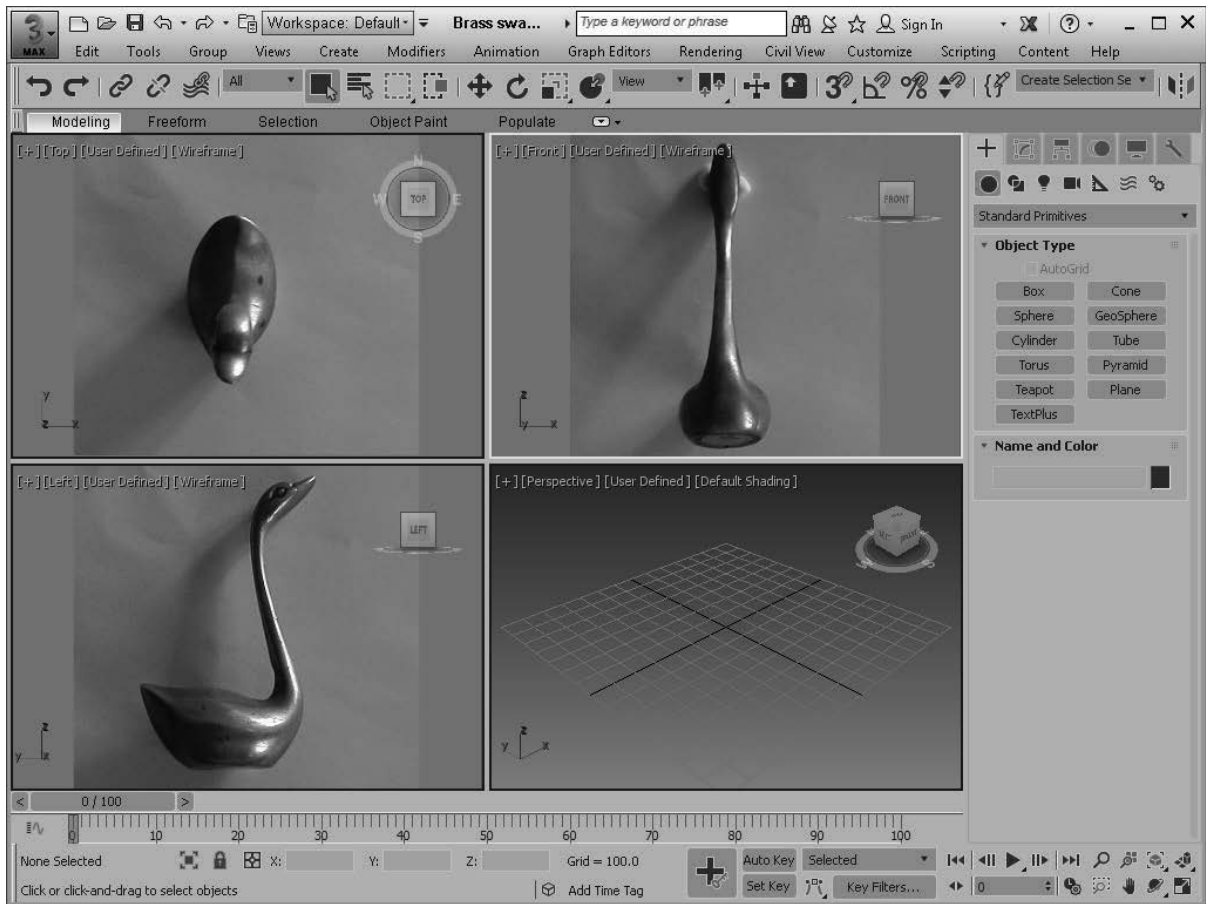 3 MAX Workspace: Default Brass swa... Type a keyword or phrase Sign In
Edit Tools Group Views Create Modifiers Animation Graph Editors Rendering Civil View Customize Scripting Content Help
All View 3 Create Selection Se
Modeling Freeform Selection Object Paint Populate
[+][Top][User Defined][Wireframe]
N
W TOP E
S
y
z x
[+][Front][User Defined][Wireframe]
FRONT
z
y x
[+][Left][User Defined][Wireframe]
LEFT
z
y x
[+][Perspective][User Defined][Default Shading]
z
y x
Standard Primitives
Object Type
AutoGrid
Box Cone
Sphere GeoSphere
Cylinder Tube
Torus Pyramid
Teapot Plane
TextPlus
Name and Color
< 0 / 100 >
0 10 20 30 40 50 60 70 80 90 100
None Selected X: Y: Z: Grid = 100.0 Auto Key Selected
Click or click-and-drag to select objects Add Time Tag Set Key Key Filters... 0